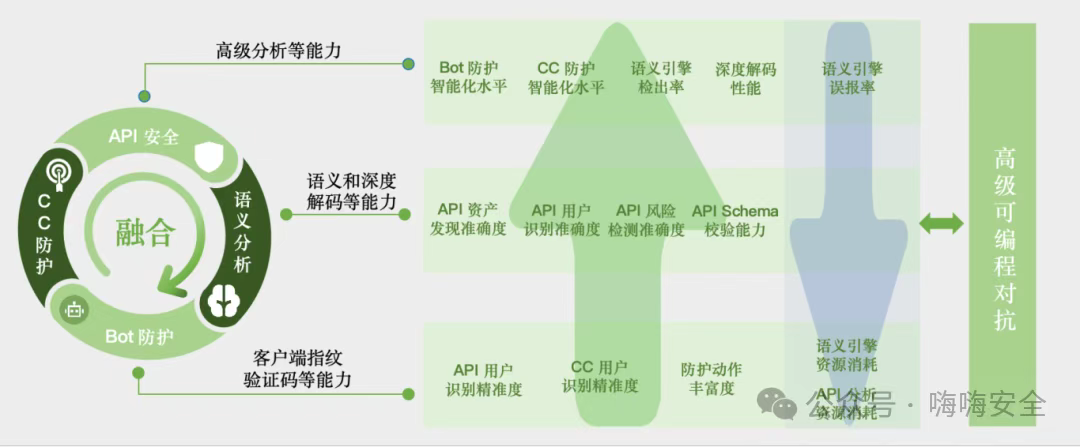 高级分析等能力
API 安全
CC防护
融合
语义分析
Bot 防护
语义和深度
解码等能力
客户端指纹
验证码等能力
Bot 防护
智能化水平
CC 防护
智能化水平
语义引擎
检出率
深度解码
性能
语义引擎
误报率
API 资产
发现准确度
API 用户
识别准确度
API 风险
检测准确度
API Schema
校验能力
API 用户
识别精准度
CC 用户
识别精准度
防护动作
丰富度
语义引擎
资源消耗
API 分析
资源消耗
高级可编程对抗
公众号 · 嗨嗨安全